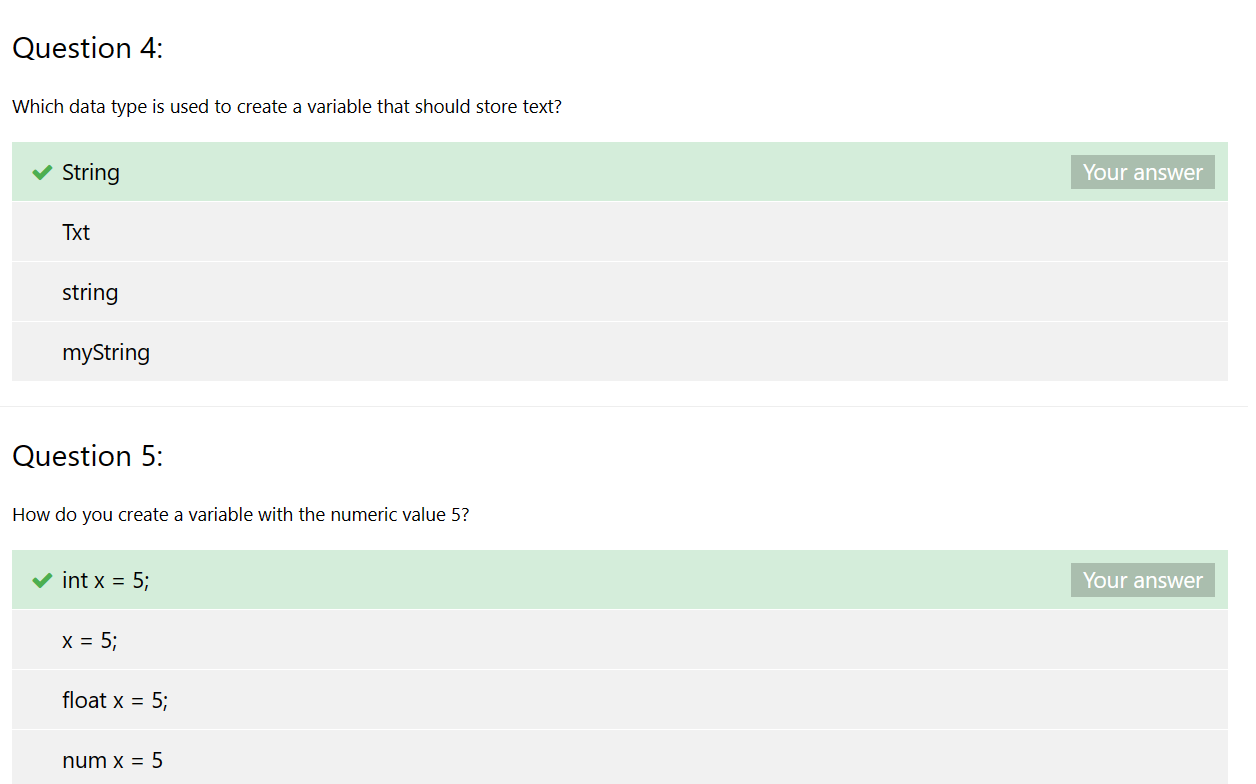 Question 4:
Which data type is used to create a variable that should store text?
String Your answer
Txt
string
myString
Question 5:
How do you create a variable with the numeric value 5?
int x = 5; Your answer
x = 5;
float x = 5;
num x = 5